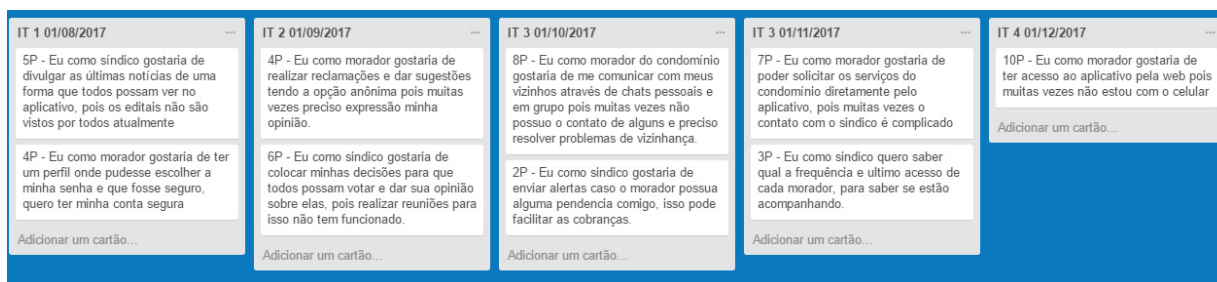 IT 1 01/08/2017 ...
5P - Eu como síndico gostaria de
divulgar as últimas notícias de uma
forma que todos possam ver no
aplicativo, pois os editais não são
vistos por todos atualmente
4P - Eu como morador gostaria de ter
um perfil onde pudesse escolher a
minha senha e que fosse seguro,
quero ter minha conta segura
Adicionar um cartão...
IT 2 01/09/2017 ...
4P - Eu como morador gostaria de
realizar reclamações e dar sugestões
tendo a opção anônima pois muitas
vezes preciso expressão minha
opinião.
6P - Eu como sindico gostaria de
colocar minhas decisões para que
todos possam votar e dar sua opinião
sobre elas, pois realizar reuniões para
isso não tem funcionado.
Adicionar um cartão...
IT 3 01/10/2017 ...
8P - Eu como morador do condomínio
gostaria de me comunicar com meus
vizinhos através de chats pessoais e
em grupo pois muitas vezes não
possuo o contato de alguns e preciso
resolver problemas de vizinhança.
2P - Eu como sindico gostaria de
enviar alertas caso o morador possua
alguma pendencia comigo, isso pode
facilitar as cobranças.
Adicionar um cartão...
IT 3 01/11/2017 ...
7P - Eu como morador gostaria de
poder solicitar os serviços do
condomínio diretamente pelo
aplicativo, pois muitas vezes o
contato com o sindico é complicado
3P - Eu como sindico quero saber
qual a frequência e ultimo acesso de
cada morador, para saber se estão
acompanhando.
Adicionar um cartão...
IT 4 01/12/2017 ...
10P - Eu como morador gostaria de
ter acesso ao aplicativo pela web pois
muitas vezes não estou com o celular
Adicionar um cartão...